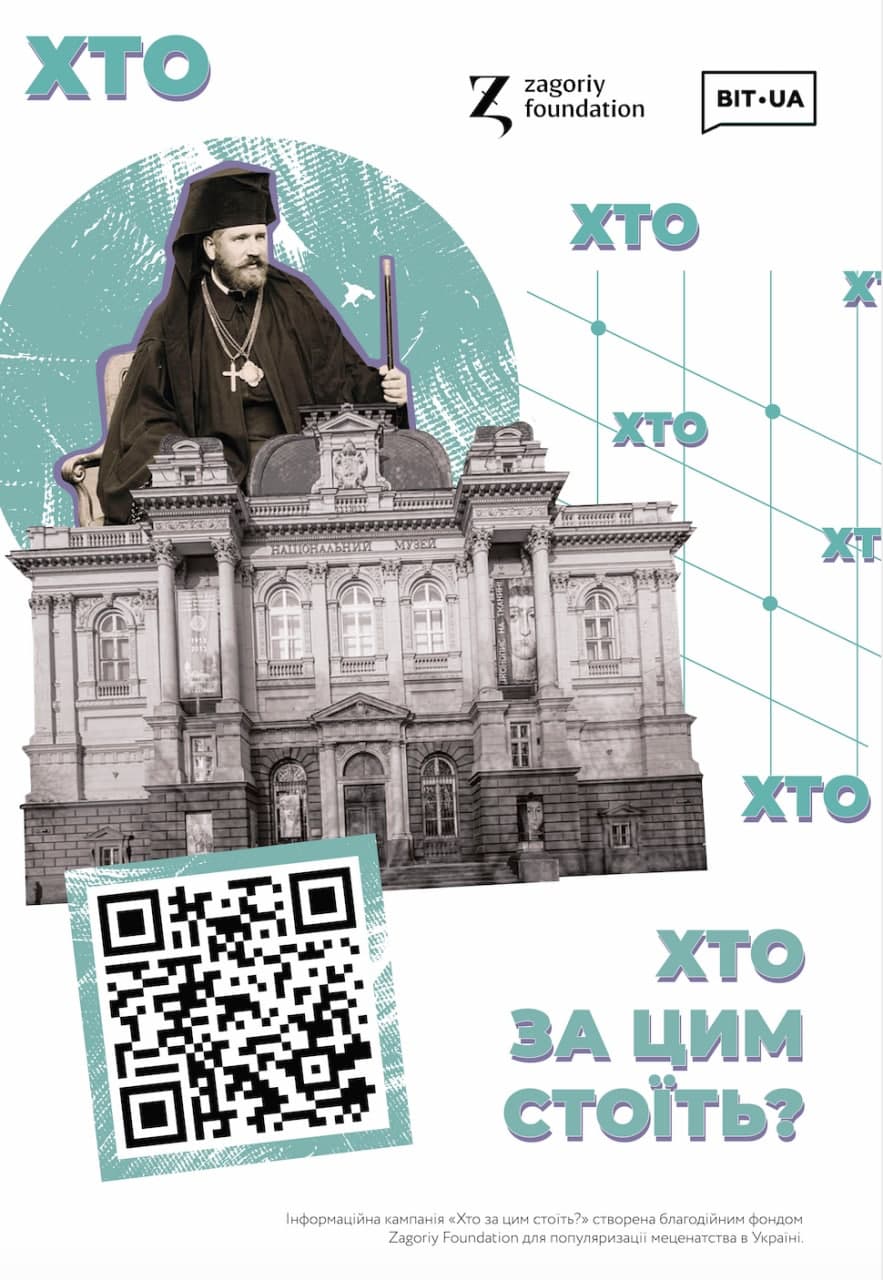 ХТО
zagoriy
foundation
BIT•UA
ХТО
ХТО
НАЦІОНАЛЬНИЙ МУЗЕЙ
ХТО
ХТО
ЗА ЦИМ
СТОЇТЬ?
Інформаційна кампанія «Хто за цим стоїть?» створена благодійним фондом
Zagoriy Foundation для популяризації меценатства в Україні.